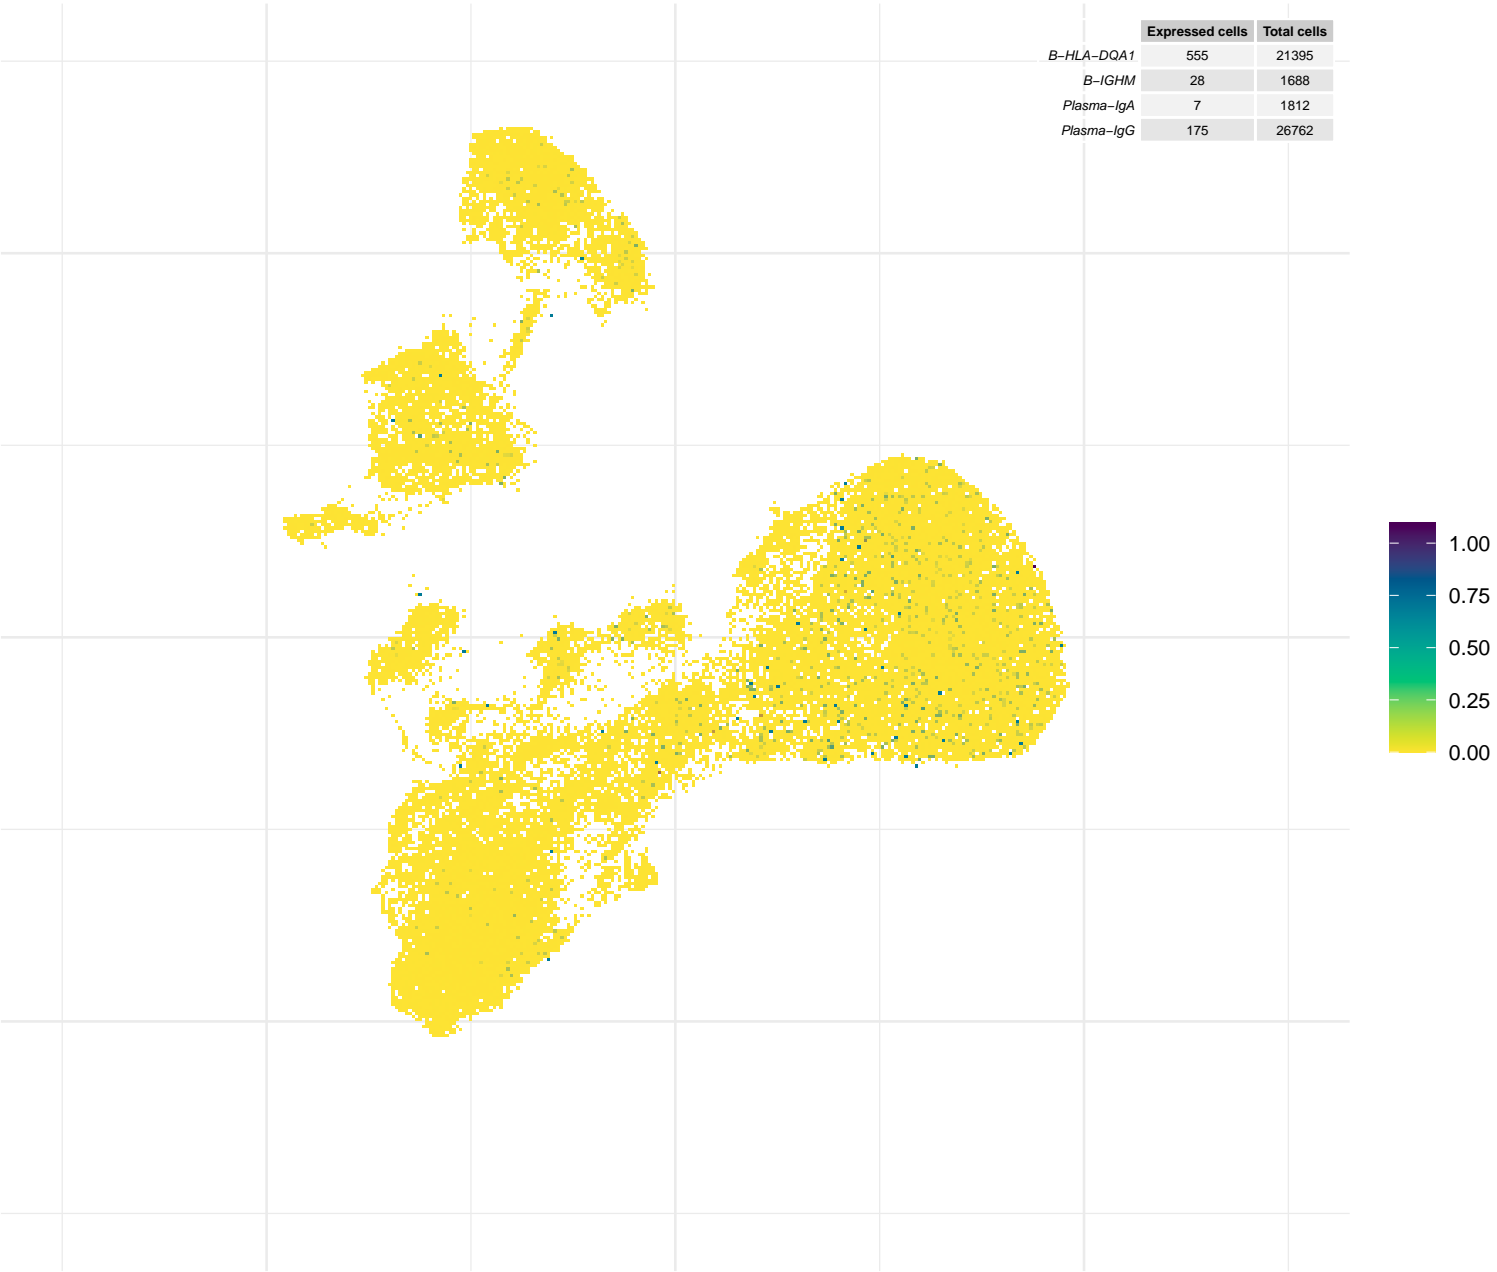 Expressed cells Total cells
B−HLA−DQA1 555 21395
B−IGHM 28 1688
Plasma−IgA 7 1812
Plasma−IgG 175 26762
1.00
0.75
0.50
0.25
0.00